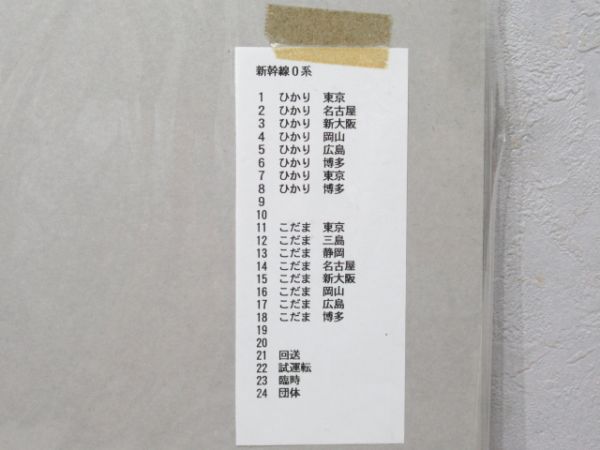 新幹線０系
1 ひかり 東京
2 ひかり 名古屋
3 ひかり 新大阪
4 ひかり 岡山
5 ひかり 広島
6 ひかり 博多
7 ひかり 東京
8 ひかり 博多
9
10
11 こだま 東京
12 こだま 三島
13 こだま 静岡
14 こだま 名古屋
15 こだま 新大阪
16 こだま 岡山
17 こだま 広島
18 こだま 博多
19
20
21 回送
22 試運転
23 臨時
24 団体